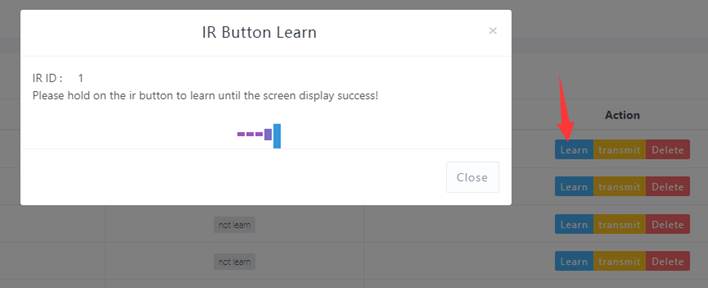 IR Button Learn
×
IR ID : 1
Please hold on the ir button to learn until the screen display success!
Close
Action
Learn transmit Delete
Learn transmit Delete
not learn Learn transmit Delete
not learn Learn transmit Delete